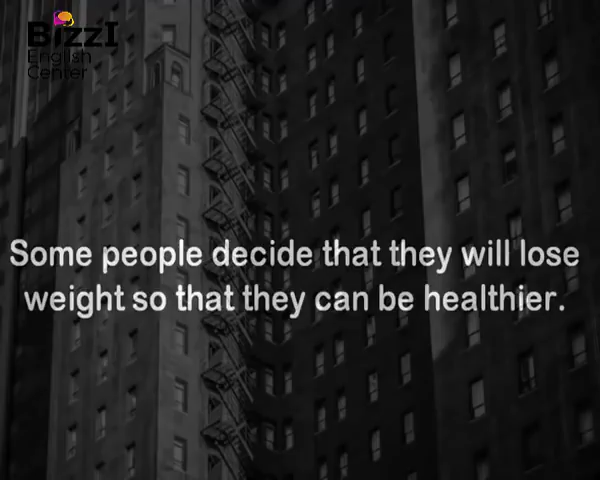 BizzI
English
Center
Some people decide that they will lose
weight so that they can be healthier.